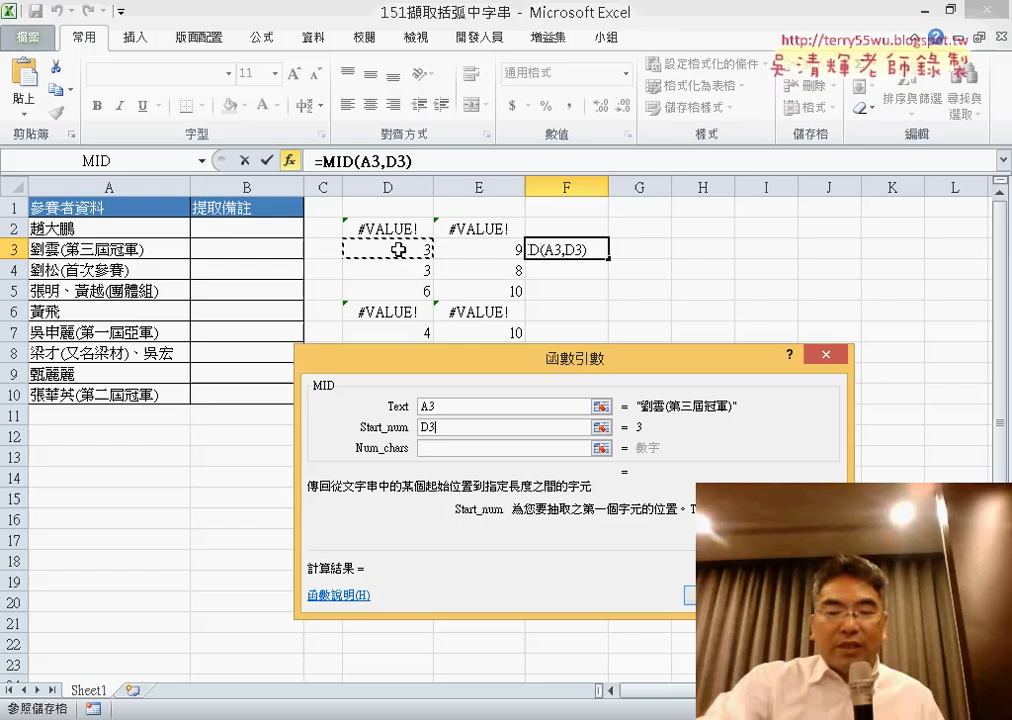 151擷取括弧中字串 - Microsoft Excel
http://terry55wu.blogspot.tw
吳清輝老師錄製
檔案 常用 插入 版面配置 公式 資料 校閱 檢視 開發人員 增益集 小組
貼上 11 通用格式 設定格式化的條件 格式化為表格 儲存格樣式 刪除 格式 排序與篩選 尋找與選取
剪貼簿 字型 對齊方式 數值 樣式 儲存格 編輯
MID =MID(A3,D3)
A B C D E F G H I J K L
1 參賽者資料 提取備註
2 趙大鵬 #VALUE! #VALUE!
3 劉雲(第三屆冠軍) 3 9 D(A3,D3)
4 劉松(首次參賽) 3 8
5 張明、黃越(團體組) 6 10
6 黃飛 #VALUE! #VALUE!
7 吳申麗(第一屆亞軍) 4 10
8 梁才(又名梁材)、吳宏
9 甄麗麗
10 張華英(第二屆冠軍)
11
12
13
14
15
16
17
18
19
20
21
22
23
函數引數
MID
Text A3 = "劉雲(第三屆冠軍)"
Start_num D3 = 3
Num_chars = 數字
=
傳回從文字串中的某個起始位置到指定長度之間的字元
Start_num 為您要抽取之第一個字元的位置。
計算結果 =
函數說明(H)
Sheet1
參照儲存格